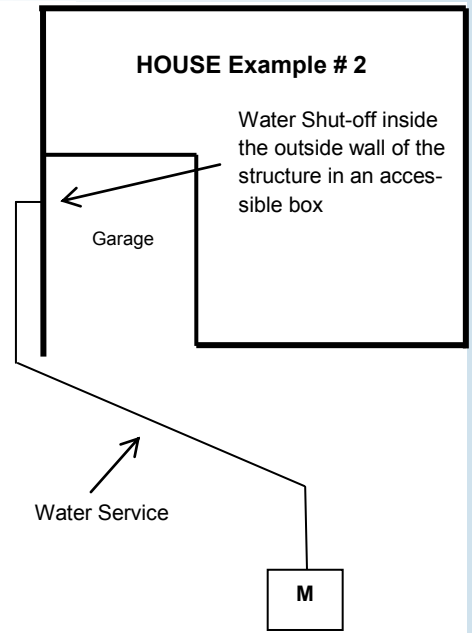 HOUSE Example # 2
Water Shut-off inside
the outside wall of the
structure in an acces-
sible box
Garage
Water Service
M